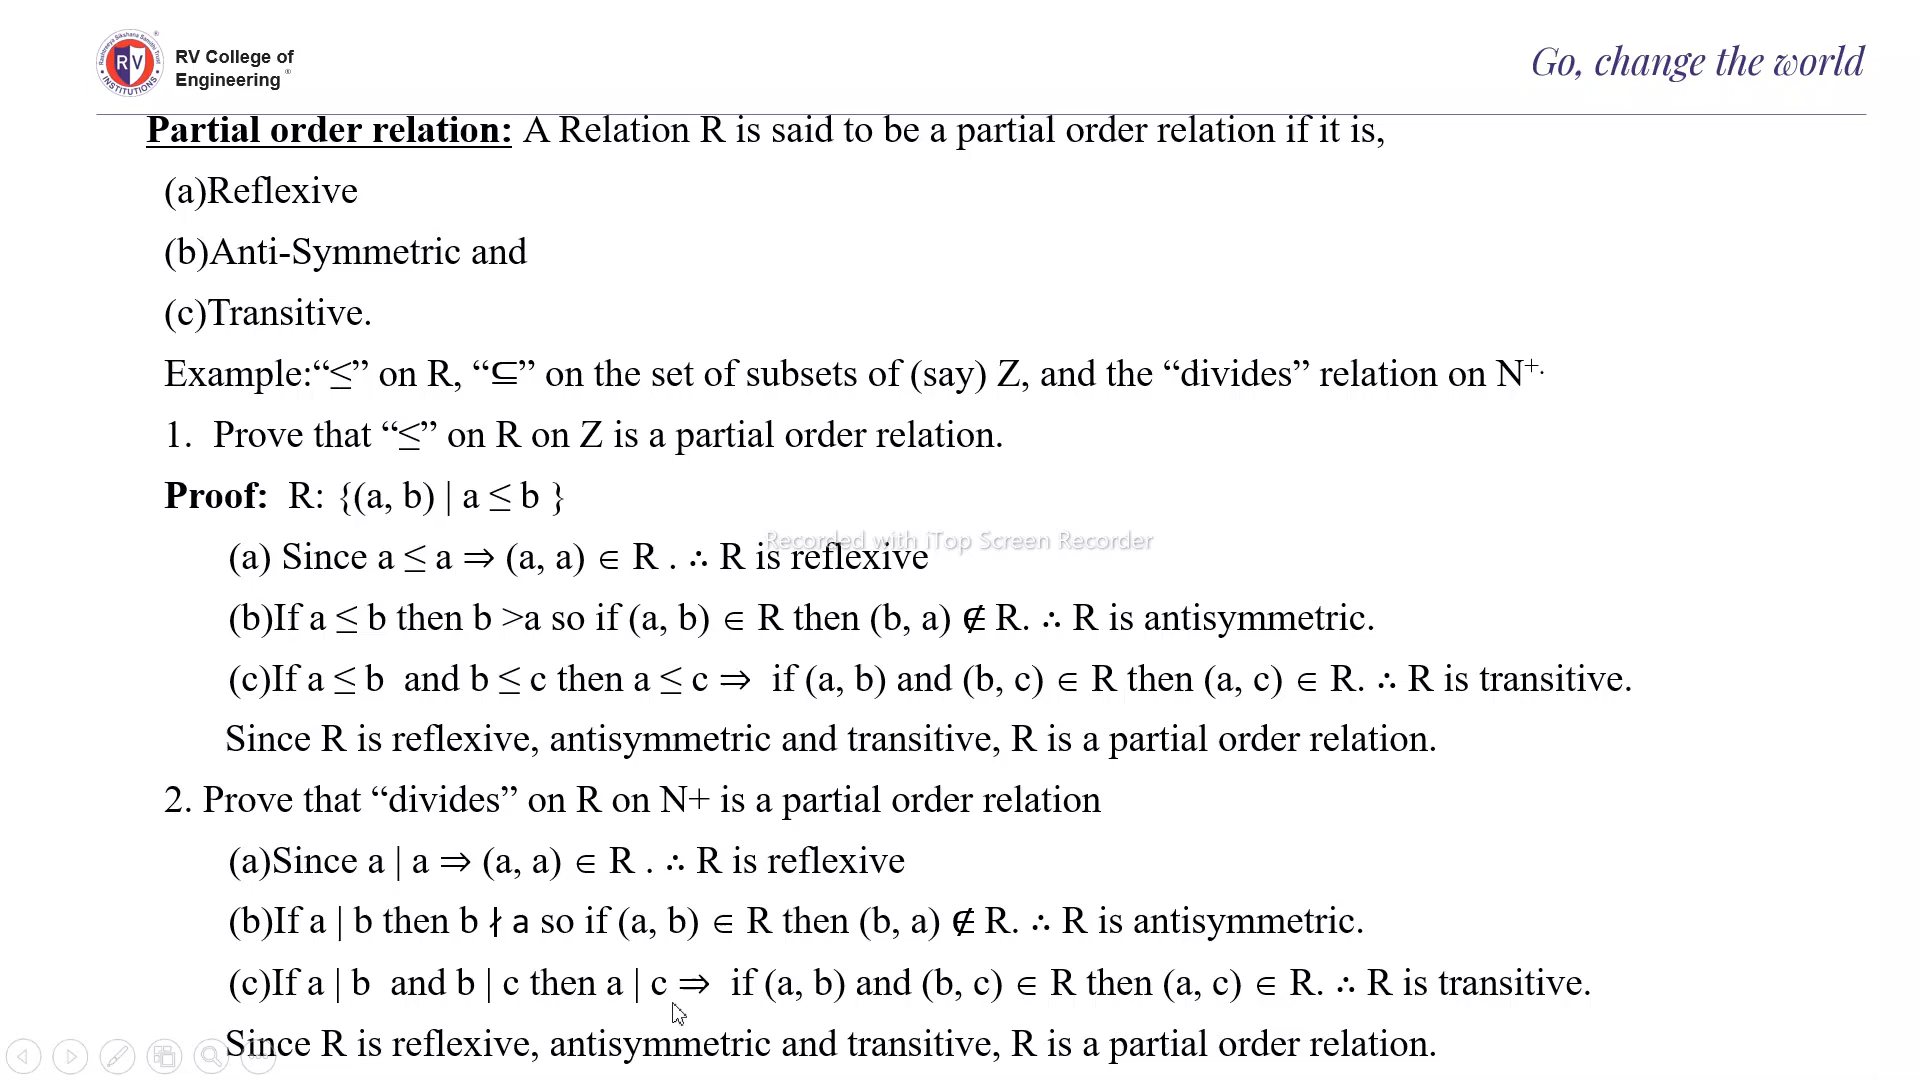 RV College of
Engineering ®
Go, change the world
Partial order relation: A Relation R is said to be a partial order relation if it is,
(a)Reflexive
(b)Anti-Symmetric and
(c)Transitive.
Example:“≤” on R, “⊆” on the set of subsets of (say) Z, and the “divides” relation on N⁺·
1. Prove that “≤” on R on Z is a partial order relation.
Proof: R: {(a, b) | a ≤ b }
Recorded with iTop Screen Recorder
(a) Since a ≤ a ⇒ (a, a) ∈ R . ∴ R is reflexive
(b)If a ≤ b then b >a so if (a, b) ∈ R then (b, a) ∉ R. ∴ R is antisymmetric.
(c)If a ≤ b and b ≤ c then a ≤ c ⇒ if (a, b) and (b, c) ∈ R then (a, c) ∈ R. ∴ R is transitive.
Since R is reflexive, antisymmetric and transitive, R is a partial order relation.
2. Prove that “divides” on R on N+ is a partial order relation
(a)Since a | a ⇒ (a, a) ∈ R . ∴ R is reflexive
(b)If a | b then b ∤ a so if (a, b) ∈ R then (b, a) ∉ R. ∴ R is antisymmetric.
(c)If a | b and b | c then a | c ⇒ if (a, b) and (b, c) ∈ R then (a, c) ∈ R. ∴ R is transitive.
Since R is reflexive, antisymmetric and transitive, R is a partial order relation.